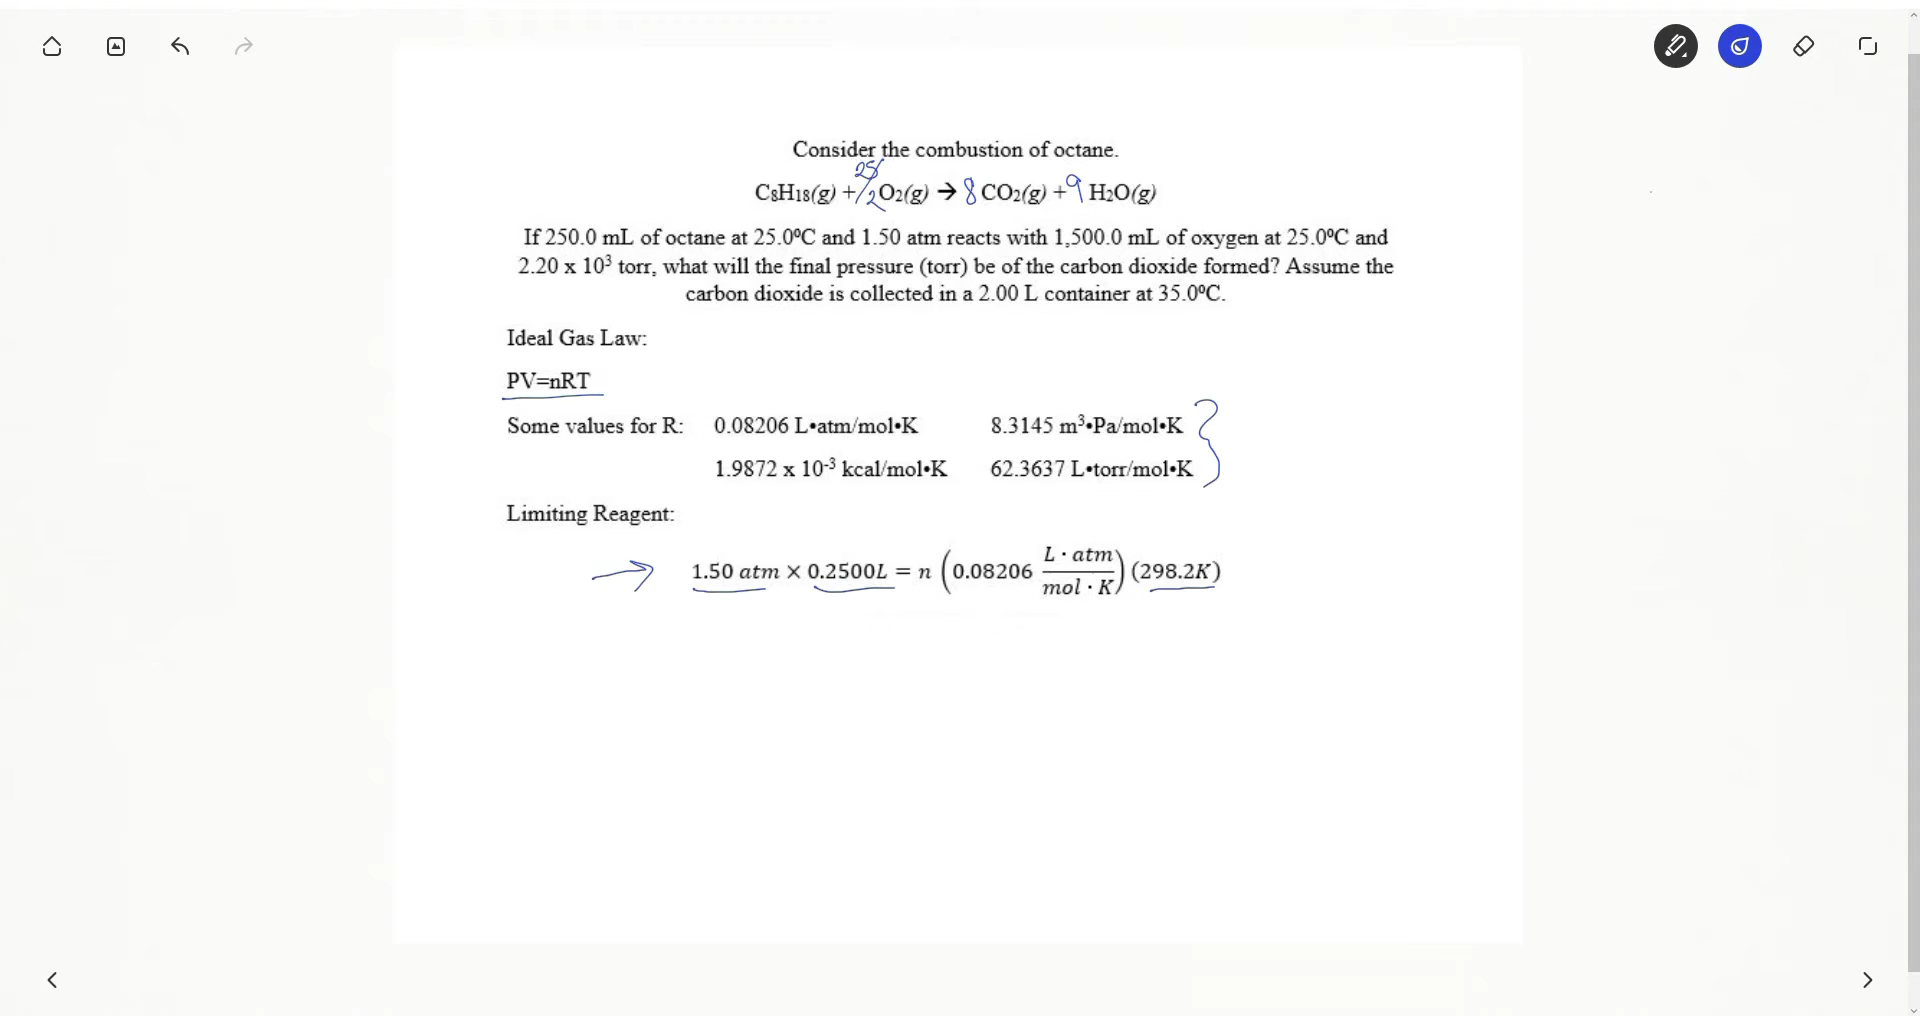 Consider the combustion of octane.
C8H18(g) + 25/2 O2(g) → 8 CO2(g) + 9 H2O(g)
If 250.0 mL of octane at 25.0⁰C and 1.50 atm reacts with 1,500.0 mL of oxygen at 25.0⁰C and
2.20 x 10³ torr, what will the final pressure (torr) be of the carbon dioxide formed? Assume the
carbon dioxide is collected in a 2.00 L container at 35.0⁰C.
Ideal Gas Law:
PV=nRT
Some values for R: 0.08206 L•atm/mol•K 8.3145 m³•Pa/mol•K
1.9872 x 10⁻³ kcal/mol•K 62.3637 L•torr/mol•K
Limiting Reagent:
→ 1.50 atm × 0.2500L = n (0.08206 L · atm / mol · K) (298.2K)